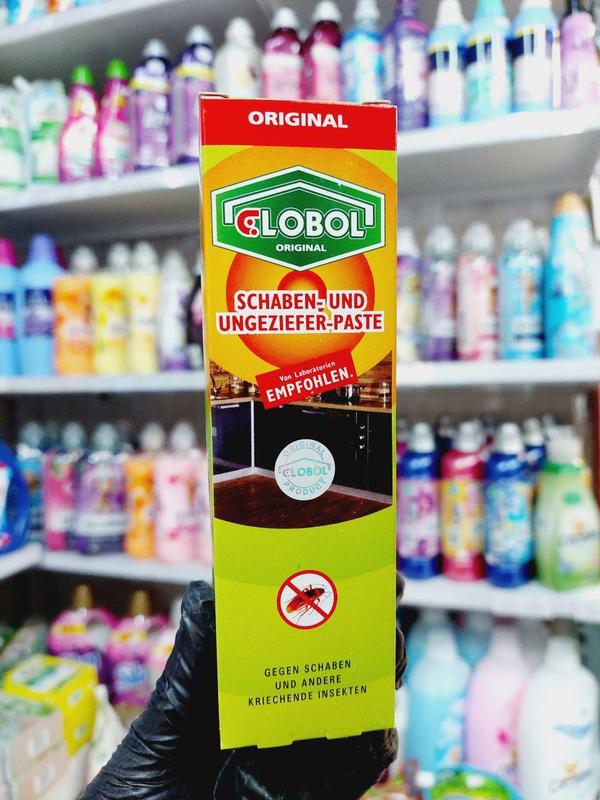 ORIGINAL
GLOBOL
ORIGINAL
SCHABEN- UND
UNGEZIEFER-PASTE
Von Laboratorien
EMPFOHLEN.
ORIGINAL
GLOBOL
PRODUCT
GEGEN SCHABEN
UND ANDERE
KRIECHENDE INSEKTEN